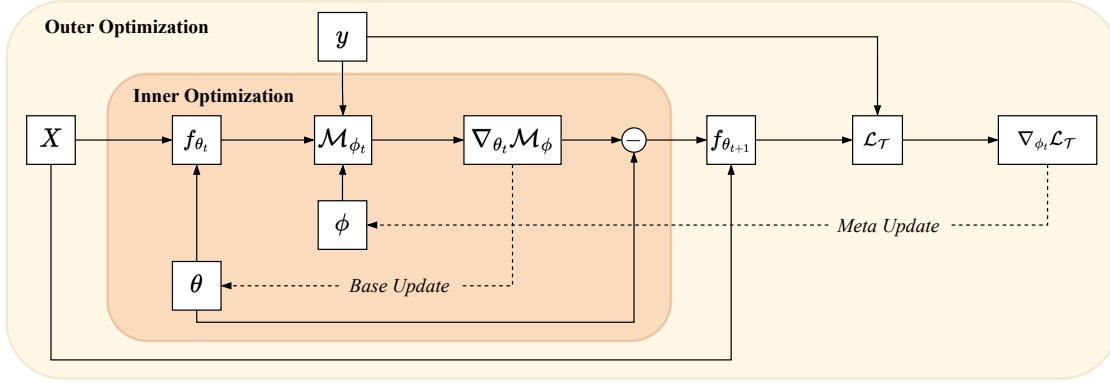 Outer Optimization
y
Inner Optimization
X
f_{θ_t}
ℳ_{ϕ_t}
∇_{θ_t}ℳ_ϕ
−
f_{θ_{t+1}}
ℒ_𝒯
∇_{ϕ_t}ℒ_𝒯
ϕ
Meta Update
θ
Base Update